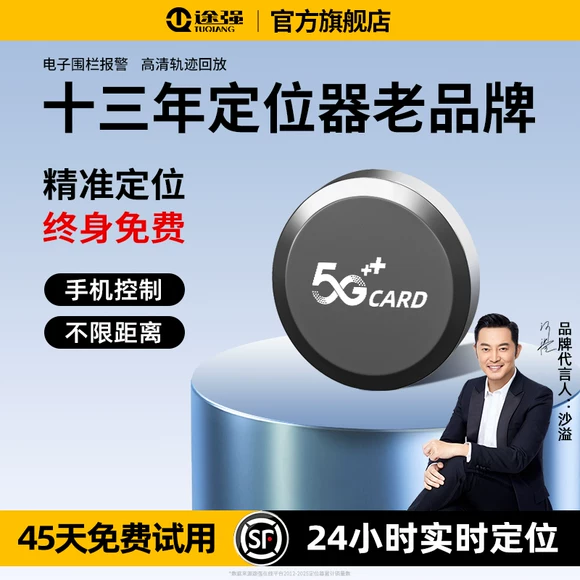 途强
TUQIANG
官方旗舰店
电子围栏报警 高清轨迹回放
十三年定位器老品牌
精准定位
终身免费
手机控制
不限距离
5G++ CARD
品牌代言人：沙溢
45天免费试用
SF
24小时实时定位